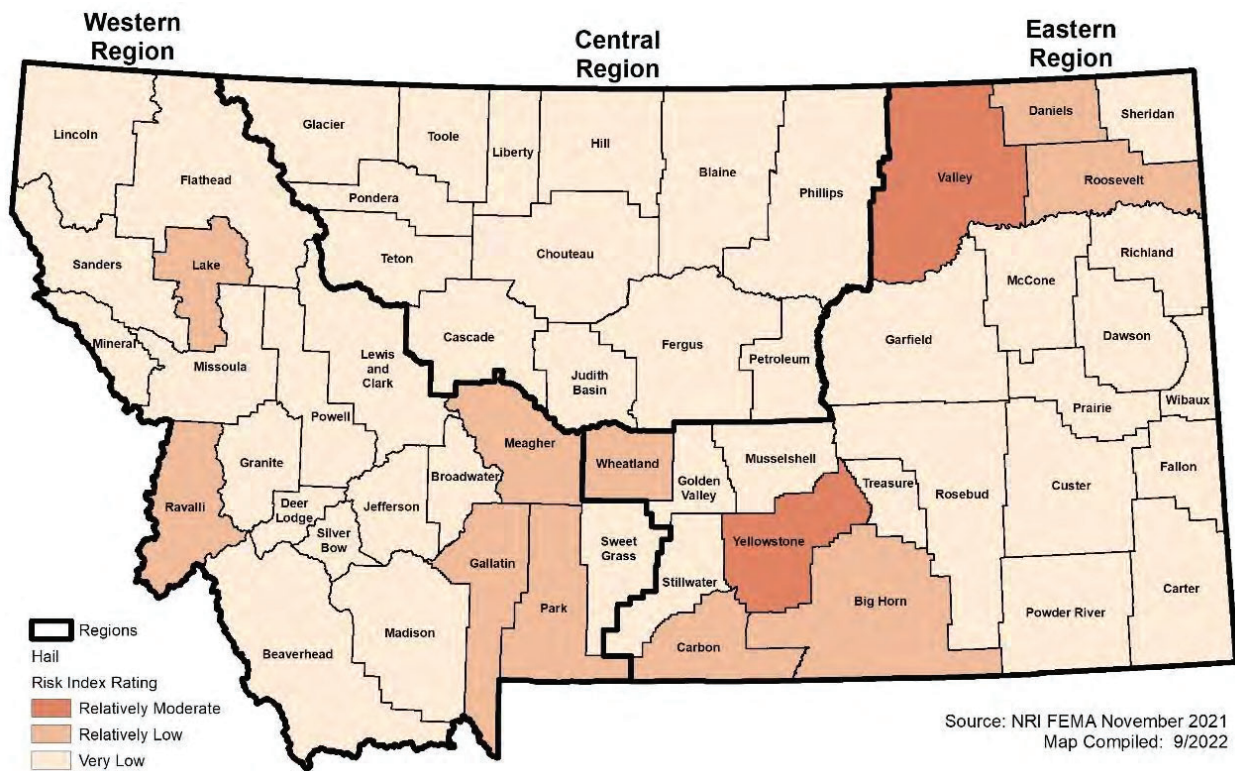 Western
Region
Central
Region
Eastern
Region
Lincoln
Flathead
Glacier
Toole
Liberty
Hill
Blaine
Phillips
Valley
Daniels
Sheridan
Roosevelt
Pondera
Teton
Chouteau
Sanders
Lake
Richland
McCone
Dawson
Garfield
Mineral
Missoula
Lewis
and
Clark
Cascade
Judith
Basin
Fergus
Petroleum
Wibaux
Prairie
Powell
Granite
Ravalli
Deer
Lodge
Silver
Bow
Jefferson
Broadwater
Meagher
Wheatland
Golden
Valley
Musselshell
Treasure
Rosebud
Custer
Fallon
Gallatin
Park
Sweet
Grass
Stillwater
Yellowstone
Big Horn
Powder River
Carter
Beaverhead
Madison
Carbon
Regions
Hail
Risk Index Rating
Relatively Moderate
Relatively Low
Very Low
Source: NRI FEMA November 2021
Map Compiled: 9/2022